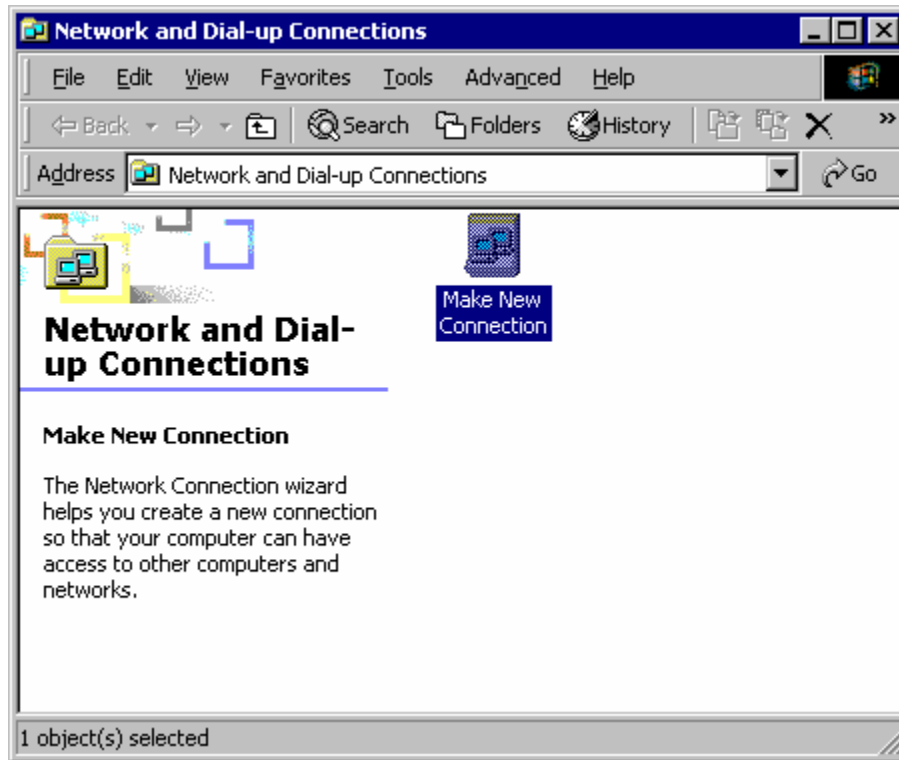 Network and Dial-up Connections
File Edit View Favorites Tools Advanced Help
Back Search Folders History »
Address Network and Dial-up Connections Go
Make New
Connection
Network and Dial-
up Connections
Make New Connection
The Network Connection wizard
helps you create a new connection
so that your computer can have
access to other computers and
networks.
1 object(s) selected